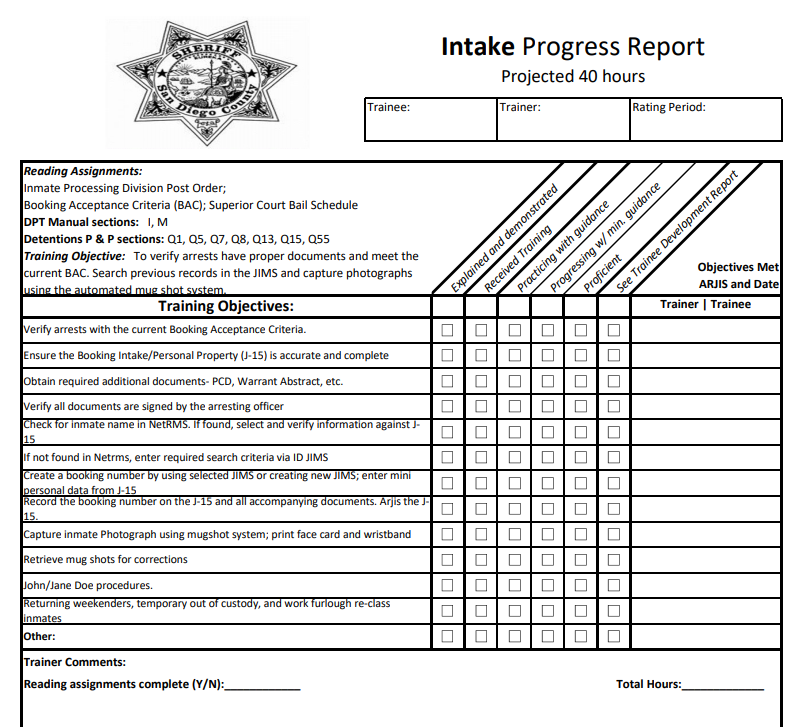 SHERIFF
San Diego County
Intake Progress Report
Projected 40 hours
Trainee:
Trainer:
Rating Period:
Reading Assignments:
Inmate Processing Division Post Order;
Booking Acceptance Criteria (BAC); Superior Court Bail Schedule
DPT Manual sections: I, M
Detentions P & P sections: Q1, Q5, Q7, Q8, Q13, Q15, Q55
Training Objective: To verify arrests have proper documents and meet the
current BAC. Search previous records in the JIMS and capture photographs
using the automated mug shot system.
Explained and demonstrated
Received Training
Practicing with guidance
Progressing w/ min. guidance
Proficient
See Trainee Development Report
Objectives Met
ARJIS and Date
Training Objectives:
Trainer | Trainee
Verify arrests with the current Booking Acceptance Criteria.
Ensure the Booking Intake/Personal Property (J-15) is accurate and complete
Obtain required additional documents- PCD, Warrant Abstract, etc.
Verify all documents are signed by the arresting officer
Check for inmate name in NetRMS. If found, select and verify information against J-
15
If not found in Netrms, enter required search criteria via ID JIMS
Create a booking number by using selected JIMS or creating new JIMS; enter mini
personal data from J-15
Record the booking number on the J-15 and all accompanying documents. Arjis the J-
15.
Capture inmate Photograph using mugshot system; print face card and wristband
Retrieve mug shots for corrections
John/Jane Doe procedures.
Returning weekenders, temporary out of custody, and work furlough re-class
inmates
Other:
Trainer Comments:
Reading assignments complete (Y/N):____________
Total Hours:_____________